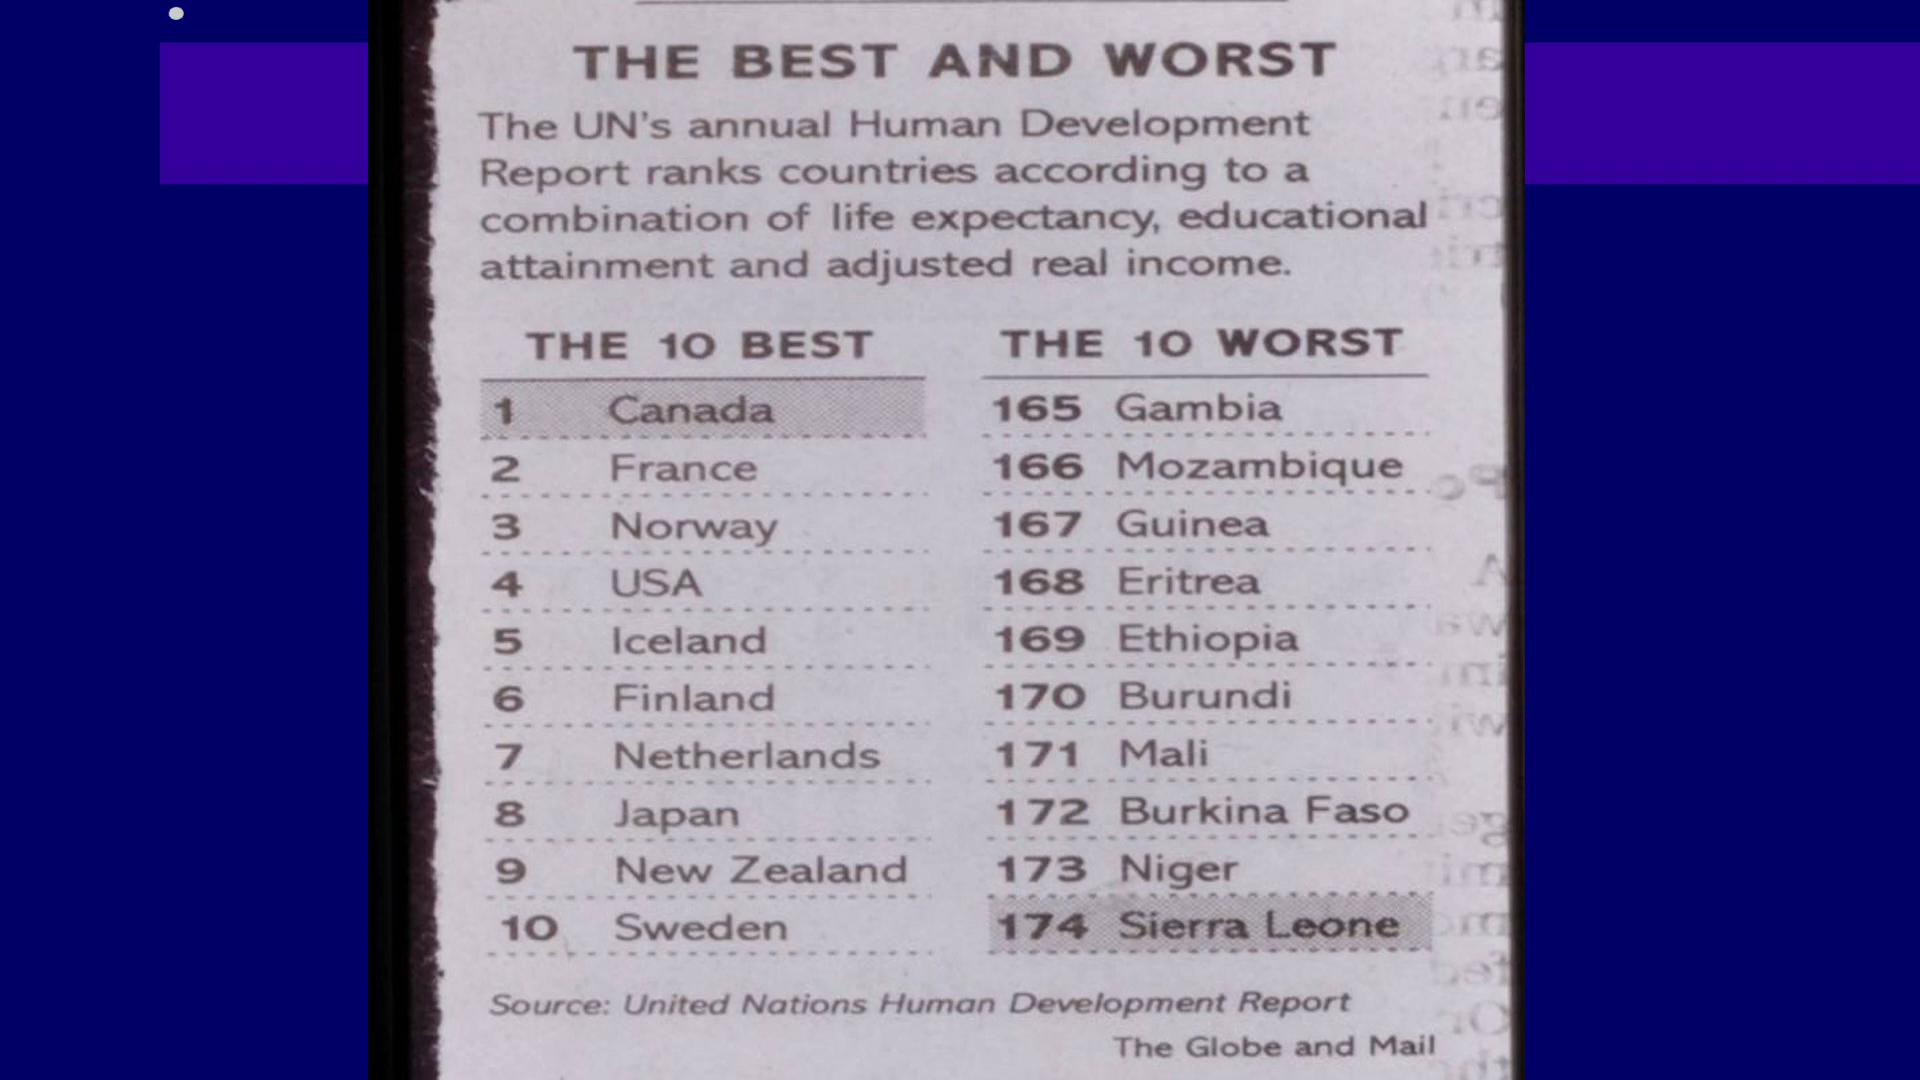 THE BEST AND WORST
The UN's annual Human Development
Report ranks countries according to a
combination of life expectancy, educational
attainment and adjusted real income.
THE 10 BEST
1 Canada
2 France
3 Norway
4 USA
5 Iceland
6 Finland
7 Netherlands
8 Japan
9 New Zealand
10 Sweden
THE 10 WORST
165 Gambia
166 Mozambique
167 Guinea
168 Eritrea
169 Ethiopia
170 Burundi
171 Mali
172 Burkina Faso
173 Niger
174 Sierra Leone
Source: United Nations Human Development Report
The Globe and Mail